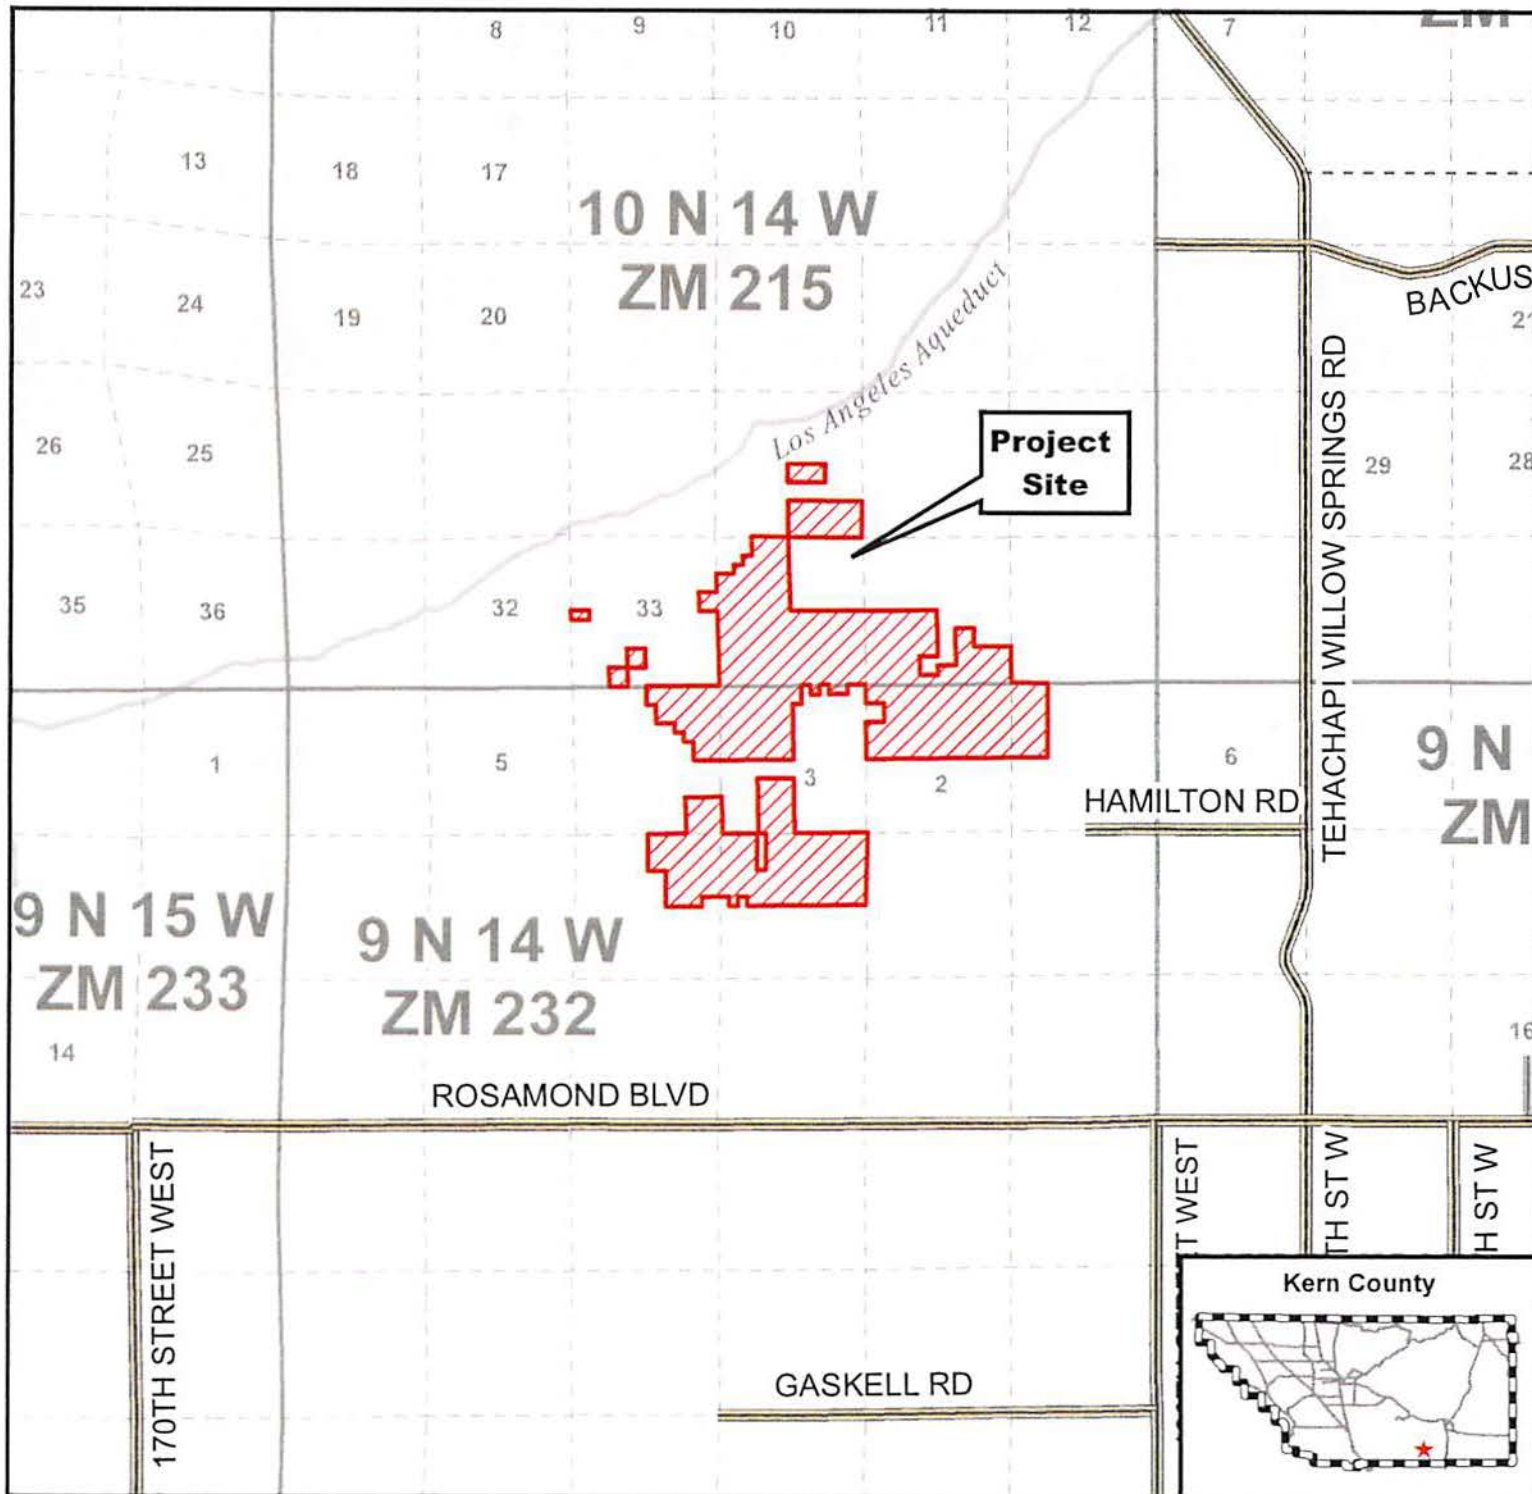 8
9
10
11
12
7
ZM
13
18
17
10 N 14 W
ZM 215
23
24
19
20
BACKUS
Los Angeles Aqueduct
TEHACHAPI WILLOW SPRINGS RD
26
25
Project
Site
29
28
35
36
32
33
1
5
3
2
6
9 N
ZM
HAMILTON RD
9 N 15 W
ZM 233
9 N 14 W
ZM 232
14
16
ROSAMOND BLVD
170TH STREET WEST
T WEST
TH ST W
H ST W
Kern County
GASKELL RD